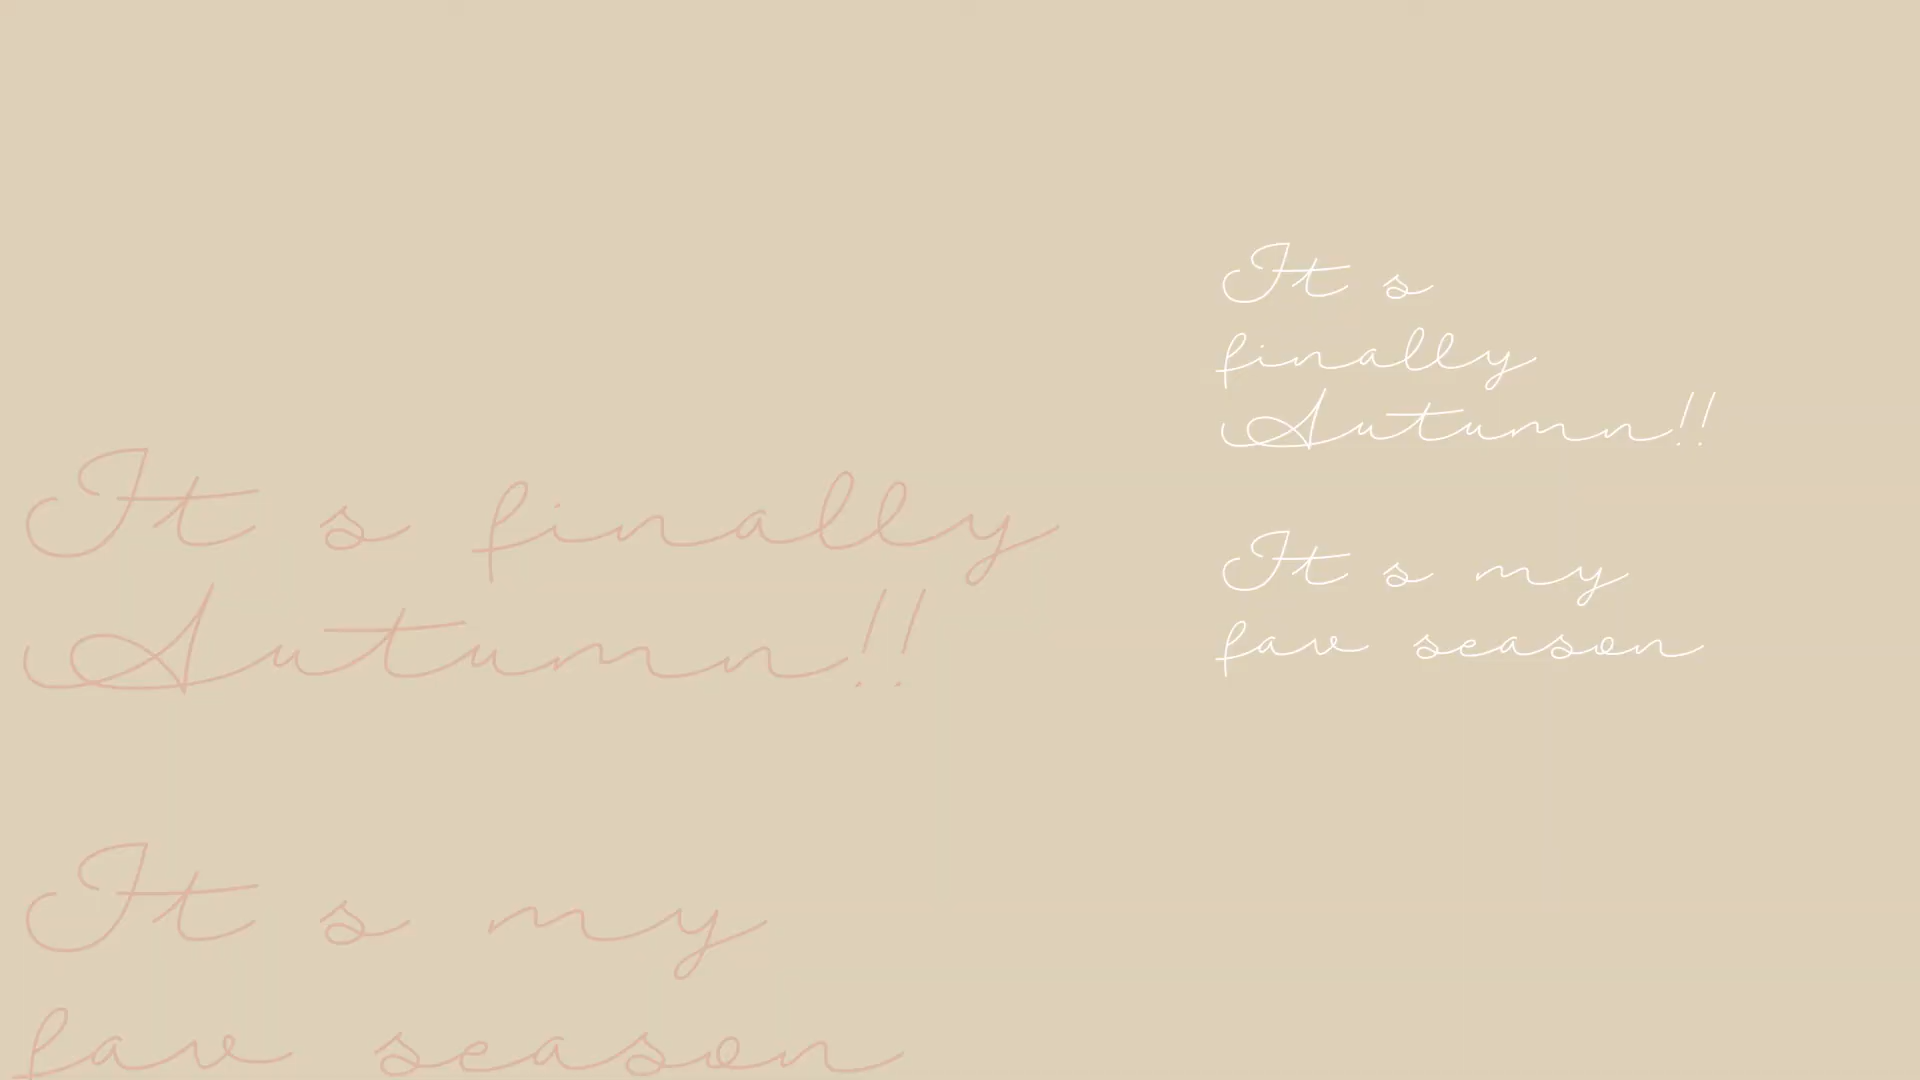 It s finally
Autumn!!
It s my
fav season
It s
finally
Autumn!!
It s my
fav season